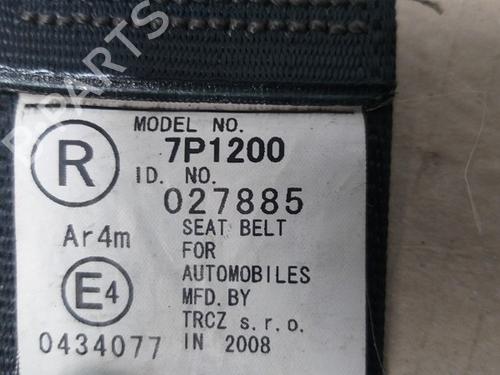 MODEL NO.
7P1200
ID. NO.
027885
R
Ar4m
E4
0434077
SEAT BELT
FOR
AUTOMOBILES
MFD. BY
TRCZ s. r. o.
IN 2008